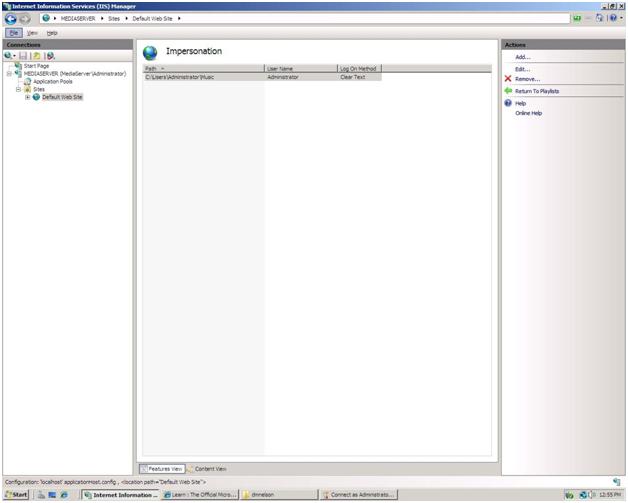 Internet Information Services (IIS) Manager
MEDIASERVER ▸ Sites ▸ Default Web Site ▸
File View Help
Connections
Start Page
MEDIASERVER (MediaServer\Administrator)
Application Pools
Sites
Default Web Site
Impersonation
Path User Name Log On Method
C:\Users\Administrator\Music Administrator Clear Text
Actions
Add...
Edit...
Remove...
Return To Playlists
Help
Online Help
Features View Content View
Configuration: 'localhost' applicationHost.config , <location path="Default Web Site">
Start Internet Information ... Learn : The Official Micro... dmnelson Connect as Administrato... 12:55 PM